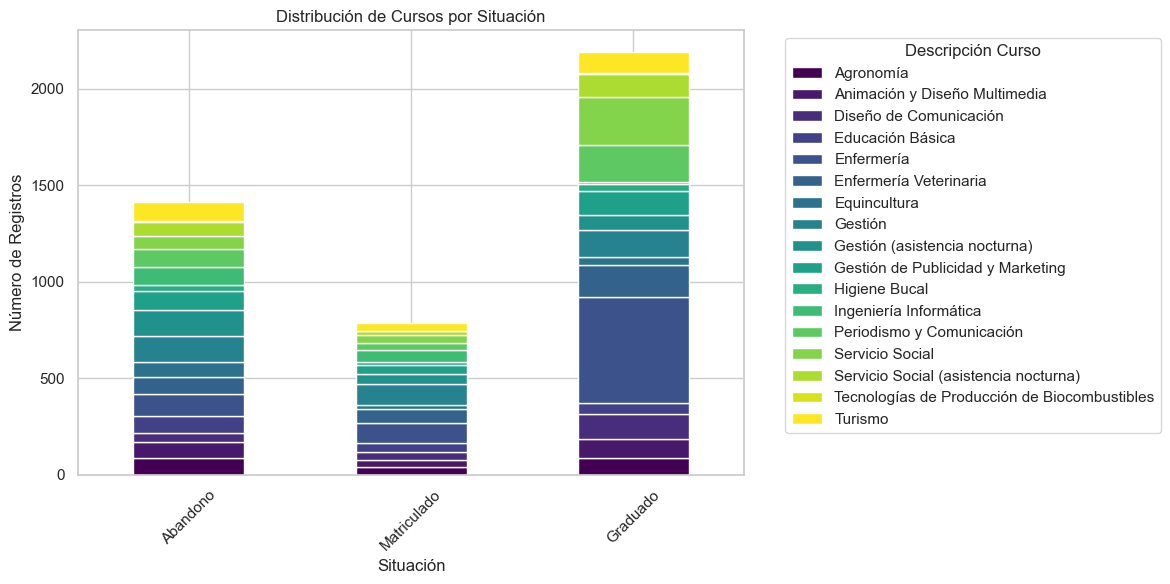 Distribución de Cursos por Situación
Número de Registros
2000
1500
1000
500
0
Abandono
Matriculado
Graduado
Situación
Descripción Curso
Agronomía
Animación y Diseño Multimedia
Diseño de Comunicación
Educación Básica
Enfermería
Enfermería Veterinaria
Equincultura
Gestión
Gestión (asistencia nocturna)
Gestión de Publicidad y Marketing
Higiene Bucal
Ingeniería Informática
Periodismo y Comunicación
Servicio Social
Servicio Social (asistencia nocturna)
Tecnologías de Producción de Biocombustibles
Turismo